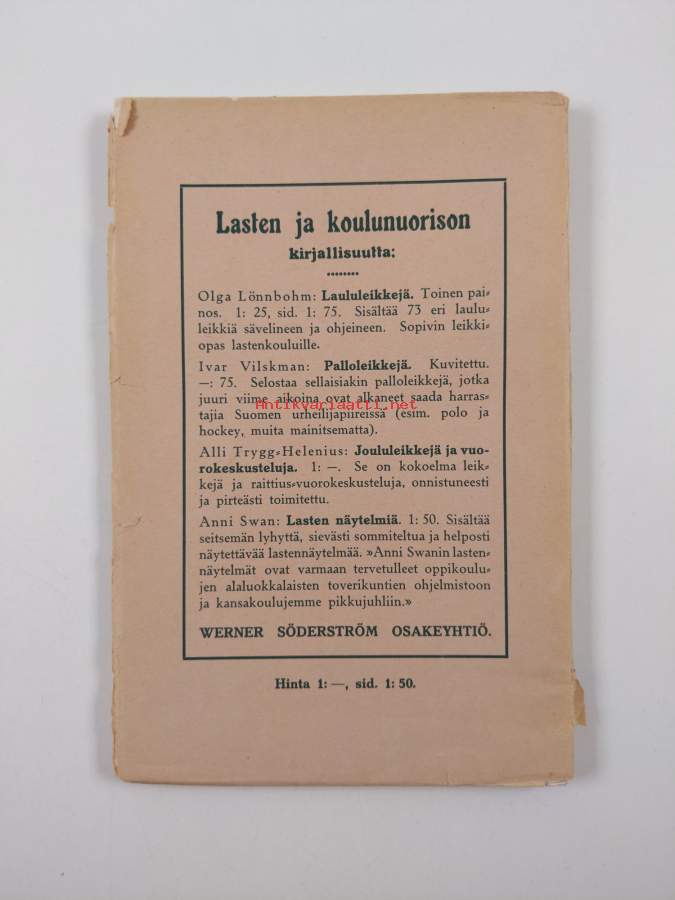 Lasten ja koulunuorison
kirjallisuutta:
........
Olga Lönnbohm: Laululeikkejä. Toinen pai-
nos. 1: 25, sid. 1: 75. Sisältää 73 eri laulu-
leikkiä sävelineen ja ohjeineen. Sopivin leikki-
opas lastenkouluille.
Ivar Vilskman: Palloleikkejä. Kuvitettu.
—: 75. Selostaa sellaisiakin palloleikkejä, jotka
juuri viime aikoina ovat alkaneet saada harras-
Antikvariaatti.net
tajia Suomen urheilijapiireissä (esim. polo ja
hockey, muita mainitsematta).
Alli Trygg-Helenius: Joululeikkejä ja vuo-
rokeskusteluja. 1: —. Se on kokoelma leik-
kejä ja raittius-vuorokeskusteluja, onnistuneesti
ja pirteästi toimitettu.
Anni Swan: Lasten näytelmiä. 1: 50. Sisältää
seitsemän lyhyttä, sievästi sommiteltua ja helposti
näytettävää lastennäytelmää. »Anni Swanin lasten-
näytelmät ovat varmaan tervetulleet oppikoulu-
jen alaluokkalaisten toverikuntien ohjelmistoon
ja kansakoulujemme pikkujuhliin.»
WERNER SÖDERSTRÖM OSAKEYHTIÖ.
Hinta 1: —, sid. 1: 50.